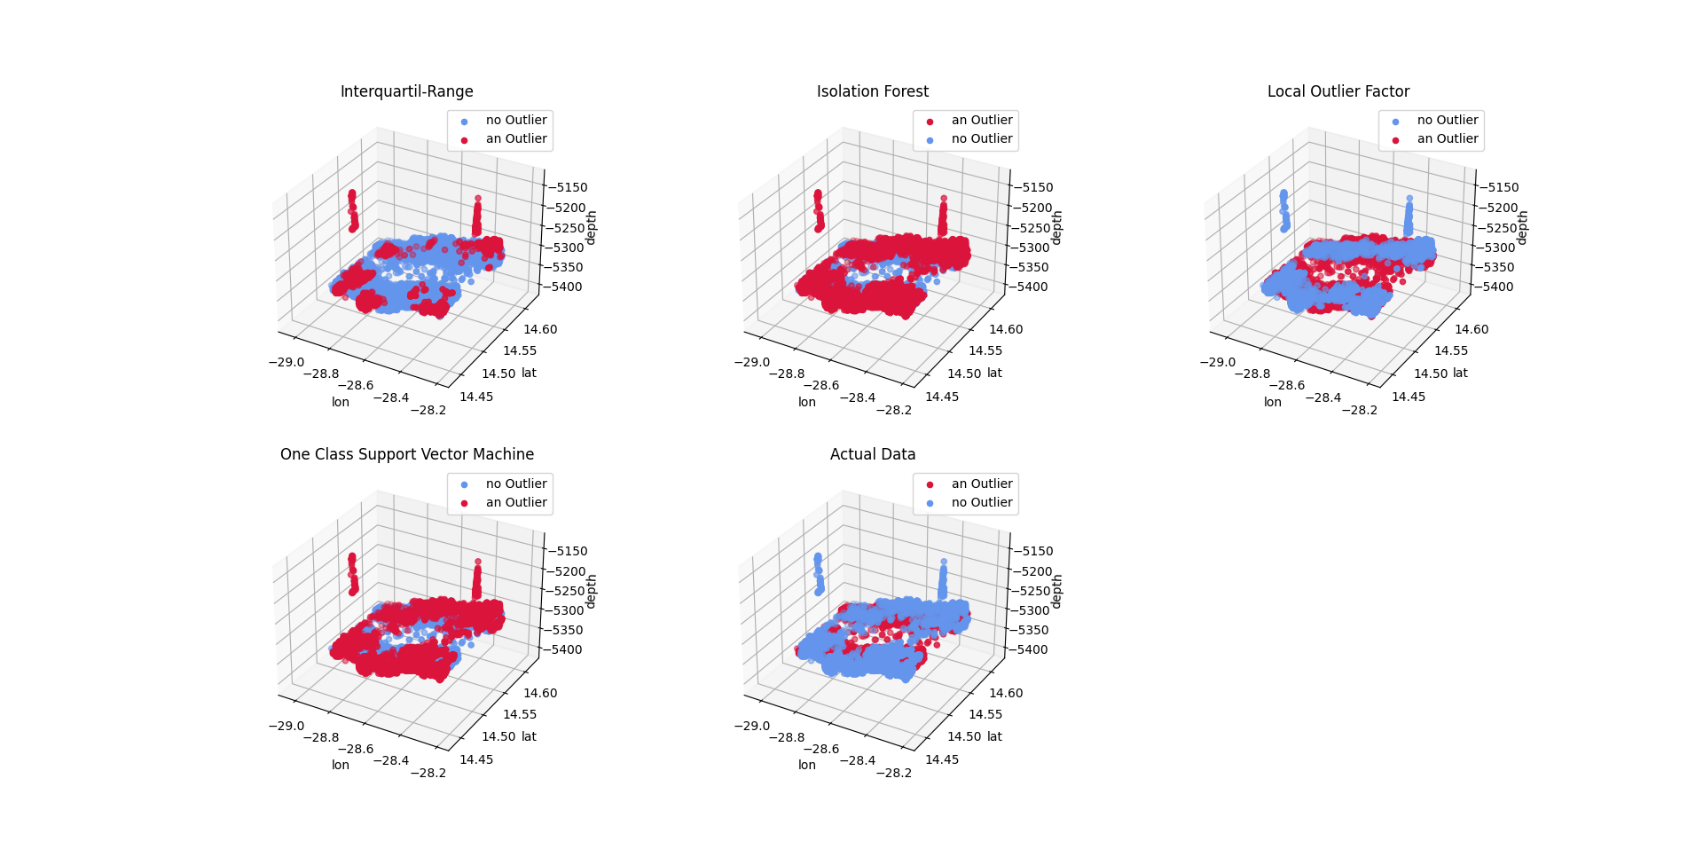 Interquartil-Range
no Outlier
an Outlier
−5150
−5200
−5250
−5300
−5350
−5400
depth
14.60
14.55
14.50
14.45
lat
−29.0
−28.8
−28.6
−28.4
−28.2
lon
Isolation Forest
an Outlier
no Outlier
−5150
−5200
−5250
−5300
−5350
−5400
depth
14.60
14.55
14.50
14.45
lat
−29.0
−28.8
−28.6
−28.4
−28.2
lon
Local Outlier Factor
no Outlier
an Outlier
−5150
−5200
−5250
−5300
−5350
−5400
depth
14.60
14.55
14.50
14.45
lat
−29.0
−28.8
−28.6
−28.4
−28.2
lon
One Class Support Vector Machine
no Outlier
an Outlier
−5150
−5200
−5250
−5300
−5350
−5400
depth
14.60
14.55
14.50
14.45
lat
−29.0
−28.8
−28.6
−28.4
−28.2
lon
Actual Data
an Outlier
no Outlier
−5150
−5200
−5250
−5300
−5350
−5400
depth
14.60
14.55
14.50
14.45
lat
−29.0
−28.8
−28.6
−28.4
−28.2
lon